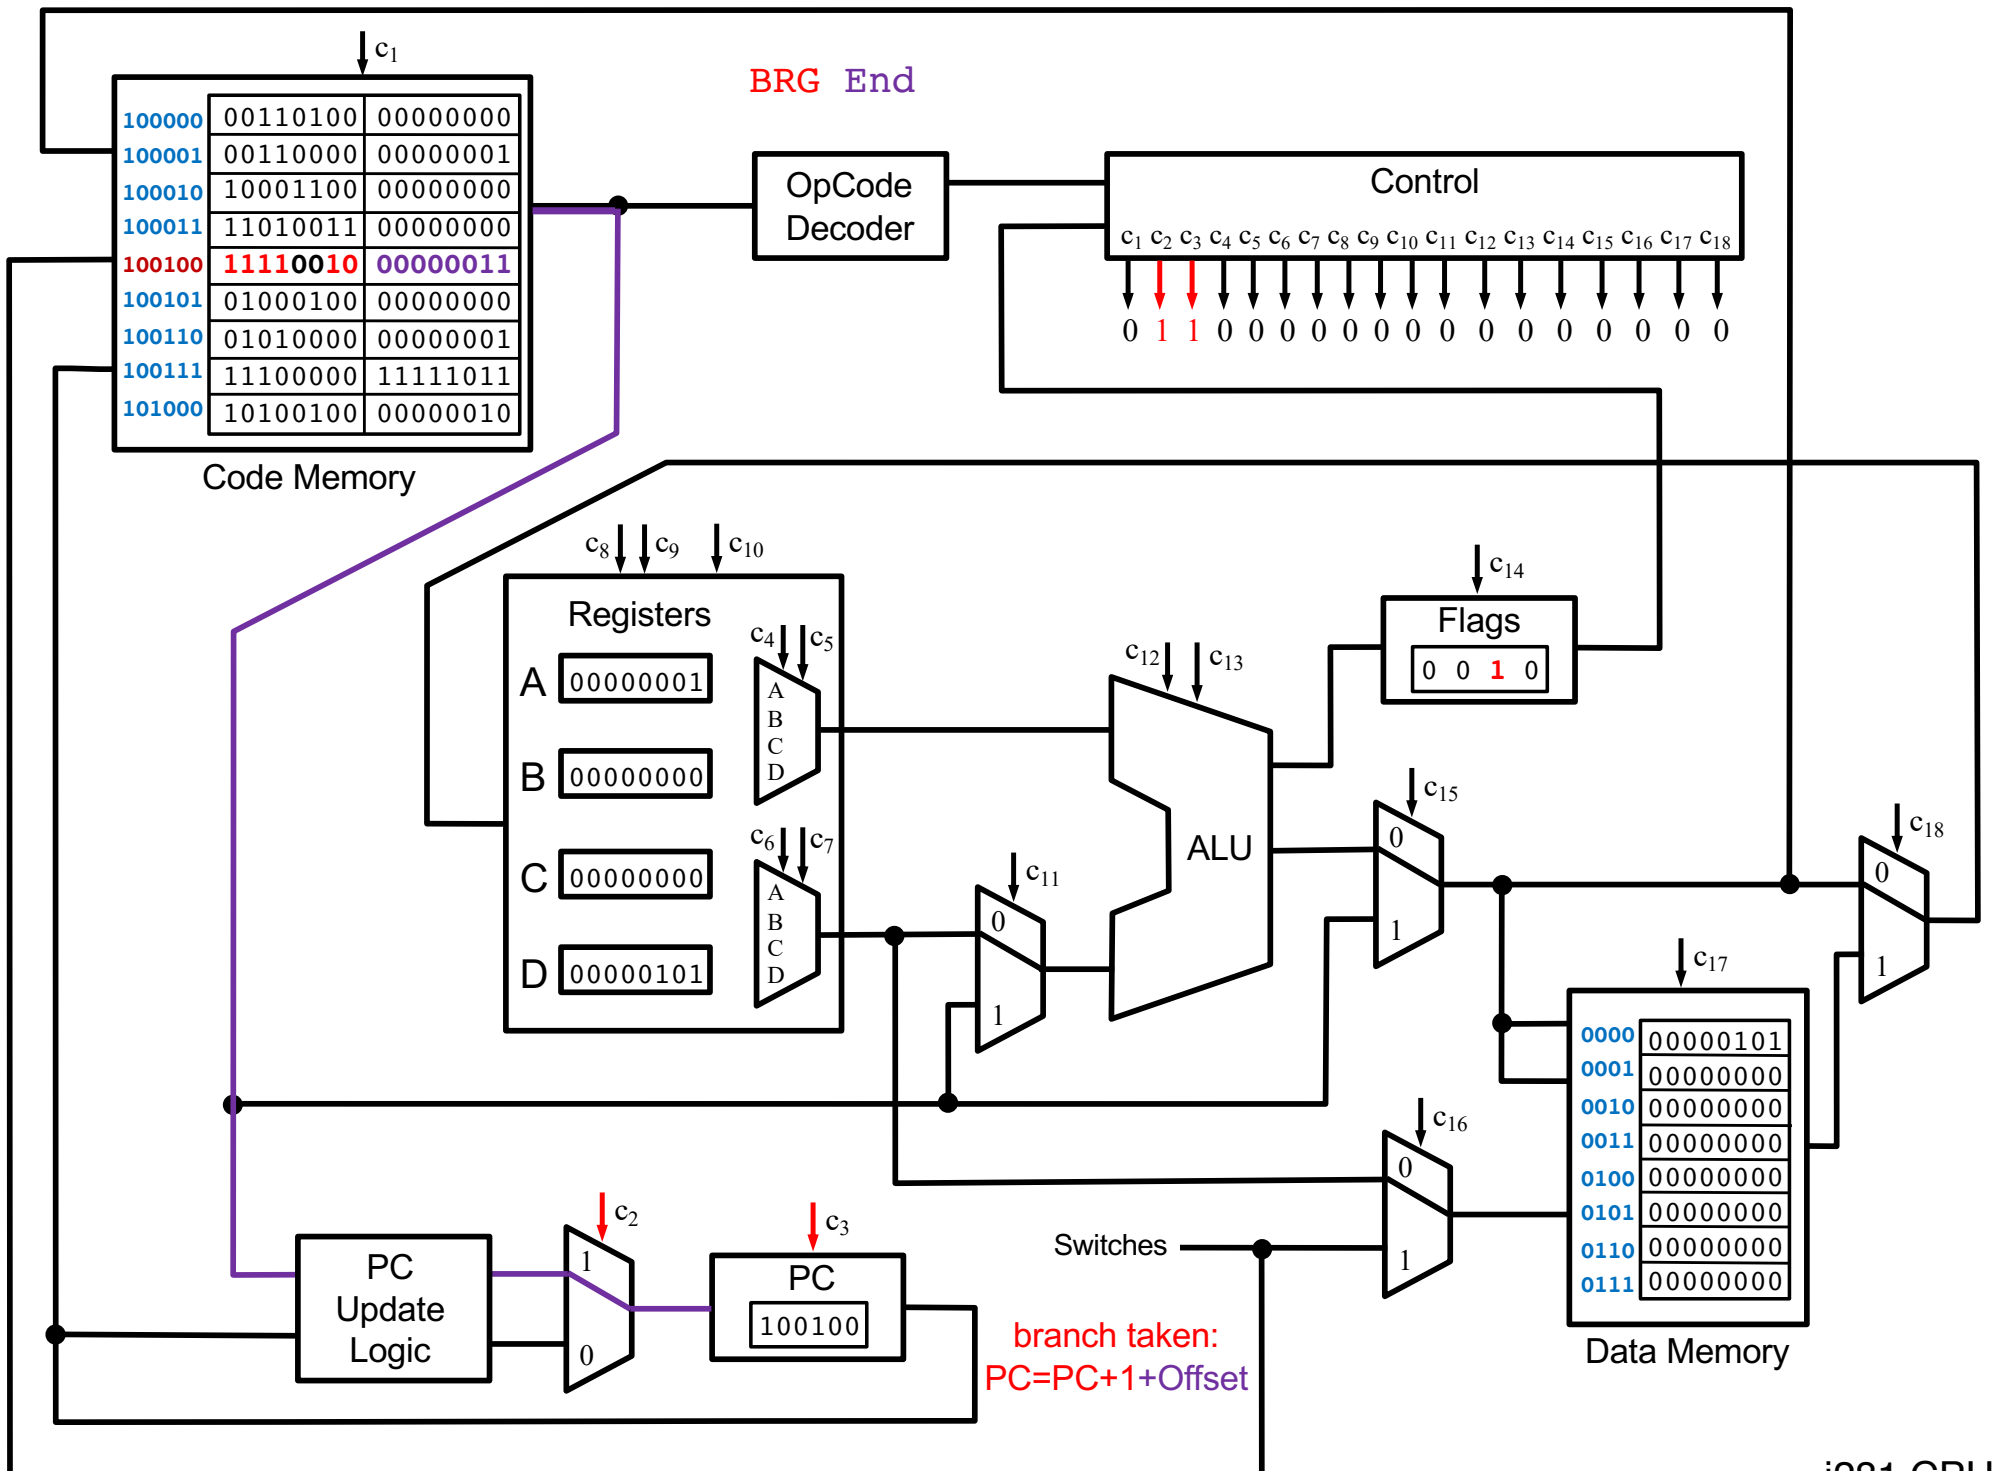 c1
BRG End
100000 00110100 00000000
100001 00110000 00000001
100010 10001100 00000000
100011 11010011 00000000
100100 11110010 00000011
100101 01000100 00000000
100110 01010000 00000001
100111 11100000 11111011
101000 10100100 00000010
Code Memory
OpCode
Decoder
Control
c1 c2 c3 c4 c5 c6 c7 c8 c9 c10 c11 c12 c13 c14 c15 c16 c17 c18
0 1 1 0 0 0 0 0 0 0 0 0 0 0 0 0 0 0
c8 c9 c10
Registers
A 00000001
B 00000000
C 00000000
D 00000101
c4 c5
A
B
C
D
c6 c7
A
B
C
D
c11
0
1
c12 c13
ALU
c14
Flags
0 0 1 0
c15
0
1
c18
0
1
c17
0000 00000101
0001 00000000
0010 00000000
0011 00000000
0100 00000000
0101 00000000
0110 00000000
0111 00000000
Data Memory
c16
0
1
Switches
PC
Update
Logic
c2
1
0
c3
PC
100100
branch taken:
PC=PC+1+Offset